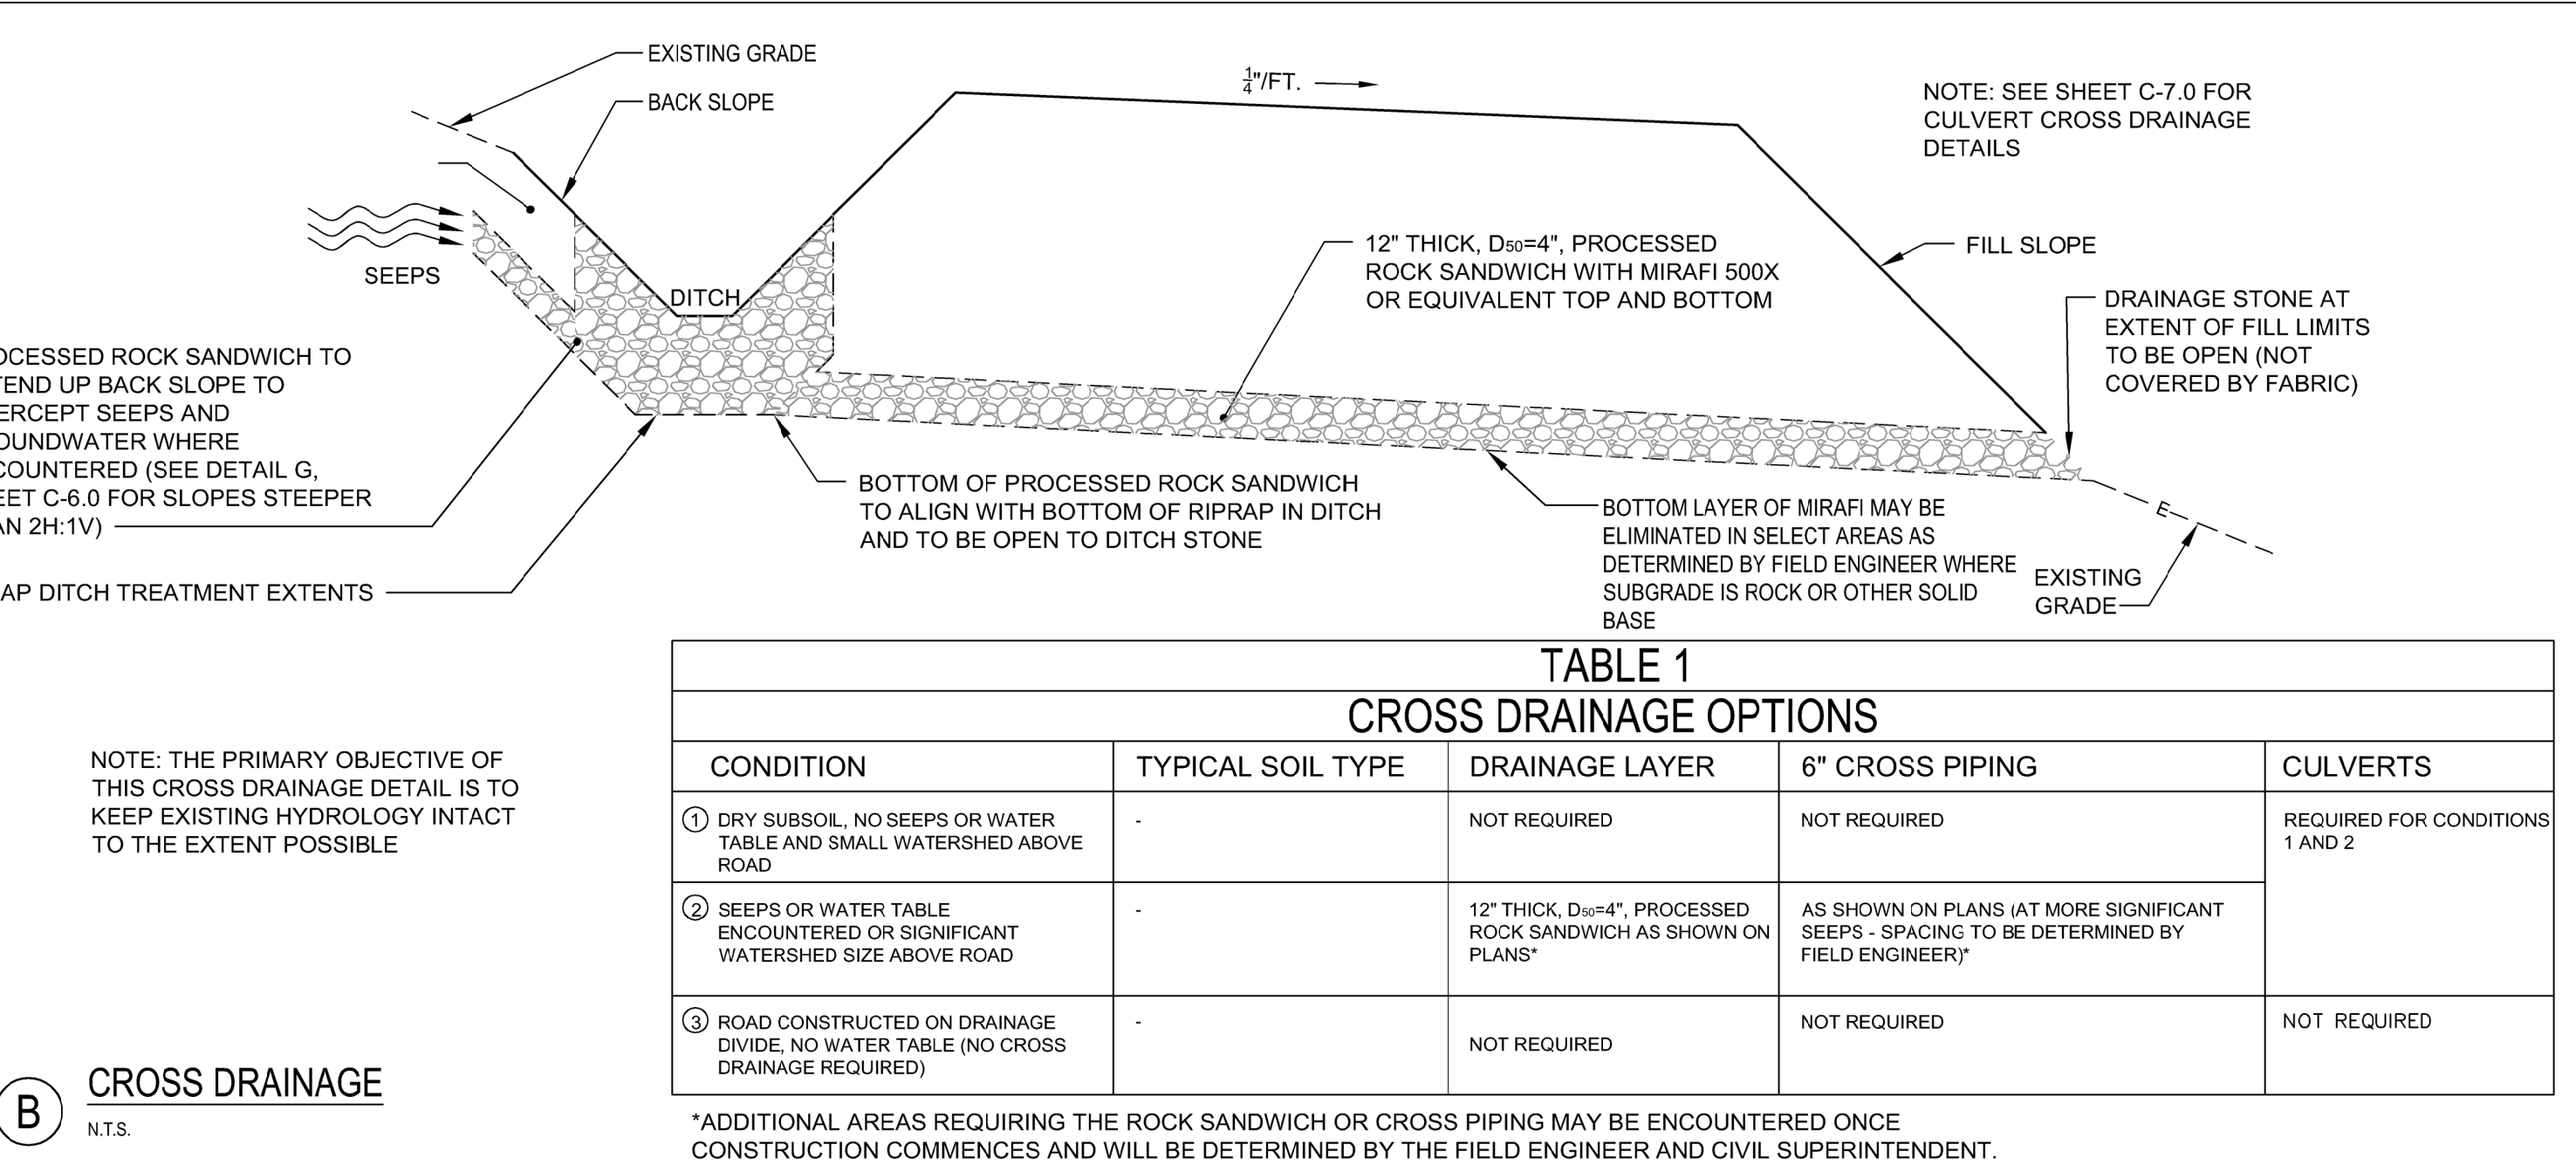 EXISTING GRADE
BACK SLOPE
1/4"/FT.
NOTE: SEE SHEET C-7.0 FOR
CULVERT CROSS DRAINAGE
DETAILS
SEEPS
DITCH
12" THICK, D50=4", PROCESSED
ROCK SANDWICH WITH MIRAFI 500X
OR EQUIVALENT TOP AND BOTTOM
FILL SLOPE
DRAINAGE STONE AT
EXTENT OF FILL LIMITS
TO BE OPEN (NOT
COVERED BY FABRIC)
OCESSED ROCK SANDWICH TO
TEND UP BACK SLOPE TO
ERCEPT SEEPS AND
OUNDWATER WHERE
COUNTERED (SEE DETAIL G,
EET C-6.0 FOR SLOPES STEEPER
AN 2H:1V)
BOTTOM OF PROCESSED ROCK SANDWICH
TO ALIGN WITH BOTTOM OF RIPRAP IN DITCH
AND TO BE OPEN TO DITCH STONE
BOTTOM LAYER OF MIRAFI MAY BE
ELIMINATED IN SELECT AREAS AS
DETERMINED BY FIELD ENGINEER WHERE
SUBGRADE IS ROCK OR OTHER SOLID
BASE
E
EXISTING
GRADE
AP DITCH TREATMENT EXTENTS
NOTE: THE PRIMARY OBJECTIVE OF
THIS CROSS DRAINAGE DETAIL IS TO
KEEP EXISTING HYDROLOGY INTACT
TO THE EXTENT POSSIBLE
TABLE 1
CROSS DRAINAGE OPTIONS
CONDITION
TYPICAL SOIL TYPE
DRAINAGE LAYER
6" CROSS PIPING
CULVERTS
1 DRY SUBSOIL, NO SEEPS OR WATER
TABLE AND SMALL WATERSHED ABOVE
ROAD
-
NOT REQUIRED
NOT REQUIRED
REQUIRED FOR CONDITIONS
1 AND 2
2 SEEPS OR WATER TABLE
ENCOUNTERED OR SIGNIFICANT
WATERSHED SIZE ABOVE ROAD
-
12" THICK, D50=4", PROCESSED
ROCK SANDWICH AS SHOWN ON
PLANS*
AS SHOWN ON PLANS (AT MORE SIGNIFICANT
SEEPS - SPACING TO BE DETERMINED BY
FIELD ENGINEER)*
3 ROAD CONSTRUCTED ON DRAINAGE
DIVIDE, NO WATER TABLE (NO CROSS
DRAINAGE REQUIRED)
-
NOT REQUIRED
NOT REQUIRED
NOT REQUIRED
*ADDITIONAL AREAS REQUIRING THE ROCK SANDWICH OR CROSS PIPING MAY BE ENCOUNTERED ONCE
CONSTRUCTION COMMENCES AND WILL BE DETERMINED BY THE FIELD ENGINEER AND CIVIL SUPERINTENDENT.
B
CROSS DRAINAGE
N.T.S.